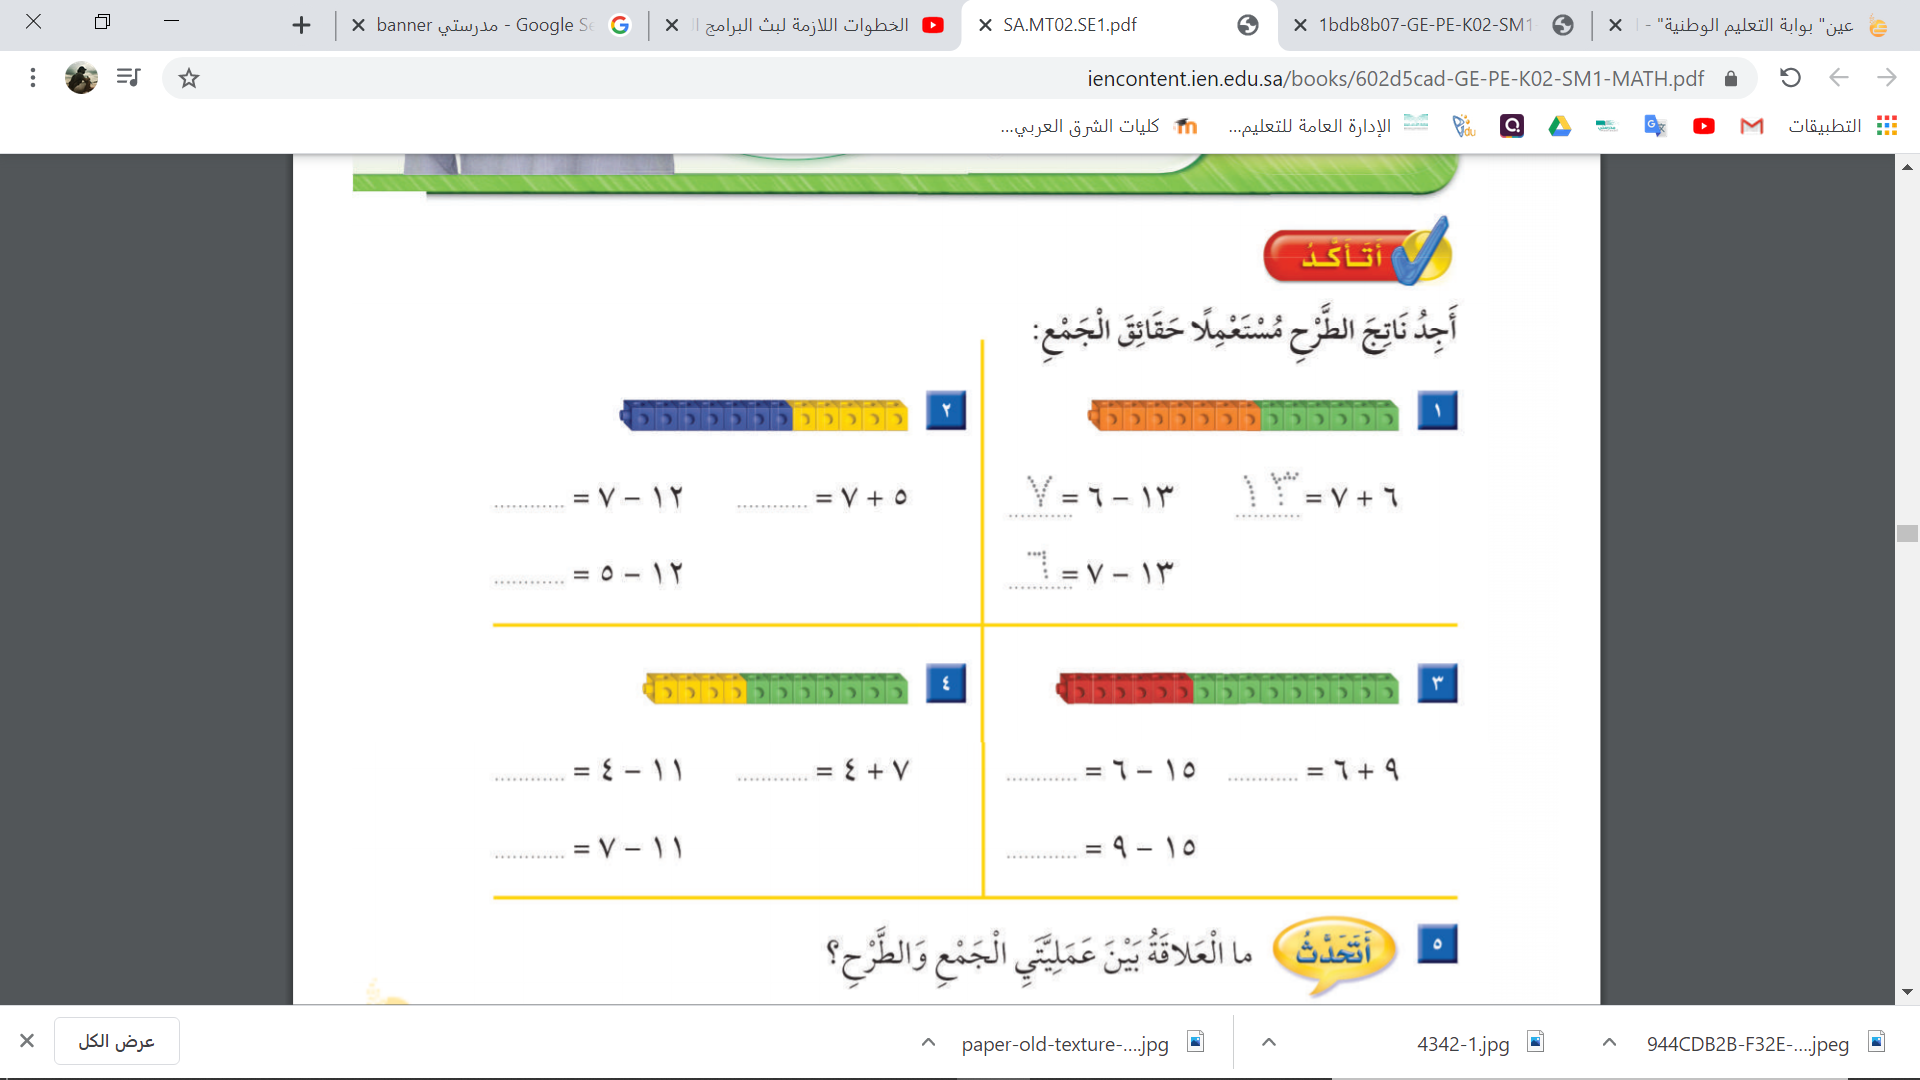 عين" بوابة التعليم الوطنية" - ا
1bdb8b07-GE-PE-K02-SM1
SA.MT02.SE1.pdf
الخطوات اللازمة لبث البرامج ا
banner مدرستي - Google Se
iencontent.ien.edu.sa/books/602d5cad-GE-PE-K02-SM1-MATH.pdf
التطبيقات
الإدارة العامة للتعليم...
كليات الشرق العربي...
أَتَأَكَّدُ
أَجِدُ نَاتِجَ الطَّرْحِ مُسْتَعْمِلًا حَقَائِقَ الْجَمْعِ:
١
٦ + ٧ = ١٣
١٣ – ٦ = ٧
١٣ – ٧ = ٦
٢
٥ + ٧ = ............
١٢ – ٧ = ............
١٢ – ٥ = ............
٣
٩ + ٦ = ............
١٥ – ٦ = ............
١٥ – ٩ = ............
٤
٧ + ٤ = ............
١١ – ٤ = ............
١١ – ٧ = ............
٥ أَتَحَدَّثُ ما الْعَلاقَةُ بَيْنَ عَمَلِيَّتَيِ الْجَمْعِ وَالطَّرْحِ؟
944CDB2B-F32E-....jpeg
4342-1.jpg
paper-old-texture-....jpg
عرض الكل